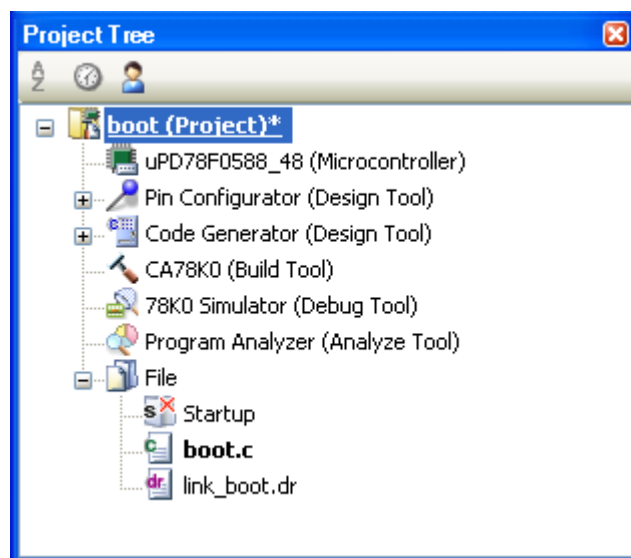 Project Tree
boot (Project)*
uPD78F0588_48 (Microcontroller)
Pin Configurator (Design Tool)
Code Generator (Design Tool)
CA78K0 (Build Tool)
78K0 Simulator (Debug Tool)
Program Analyzer (Analyze Tool)
File
Startup
boot.c
link_boot.dr